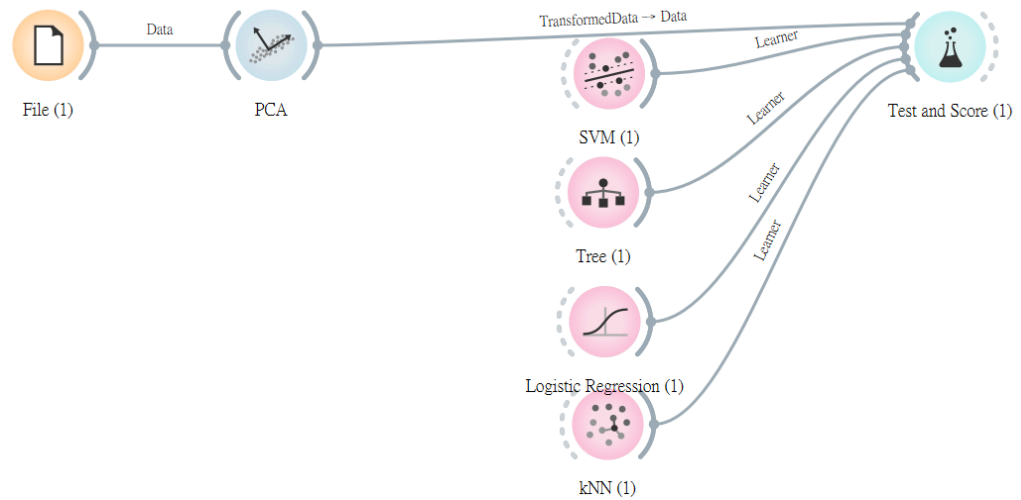 Data
TransformedData → Data
Learner
File (1)
PCA
Test and Score (1)
Learner
SVM (1)
Learner
Tree (1)
Learner
Logistic Regression (1)
kNN (1)